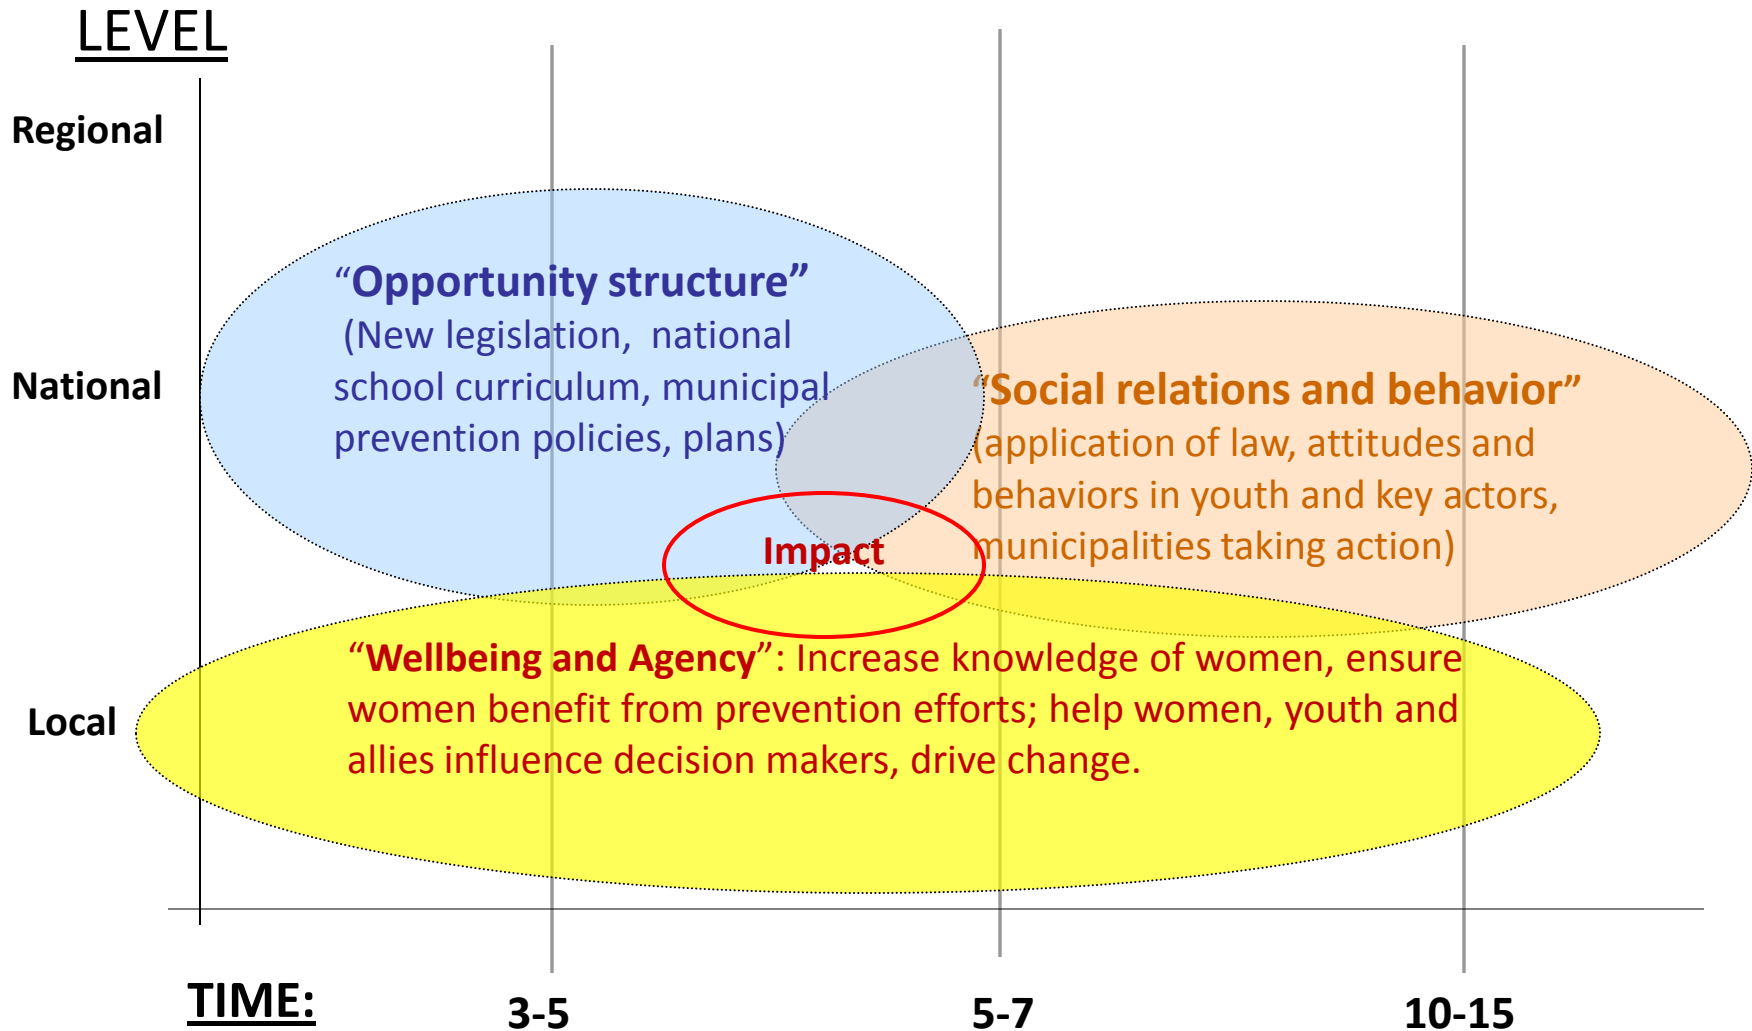 LEVEL
Regional
“Opportunity structure”
(New legislation,  national
school curriculum, municipal
prevention policies, plans)
National
“Social relations and behavior”
(application of law, attitudes and
behaviors in youth and key actors,
municipalities taking action)
Impact
“Wellbeing and Agency”: Increase knowledge of women, ensure
women benefit from prevention efforts; help women, youth and
allies influence decision makers, drive change.
Local
TIME:
3-5
5-7
10-15